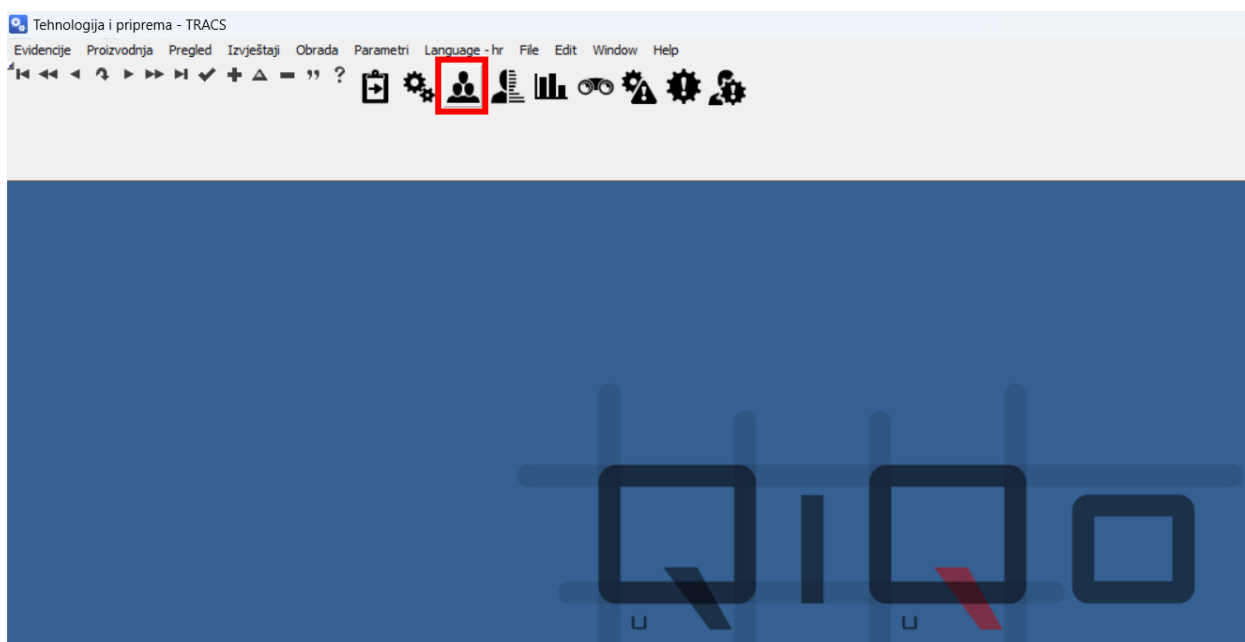 Tehnologija i priprema - TRACS
Evidencije Proizvodnja Pregled Izvještaji Obrada Parametri Language - hr File Edit Window Help
QiQo
U U